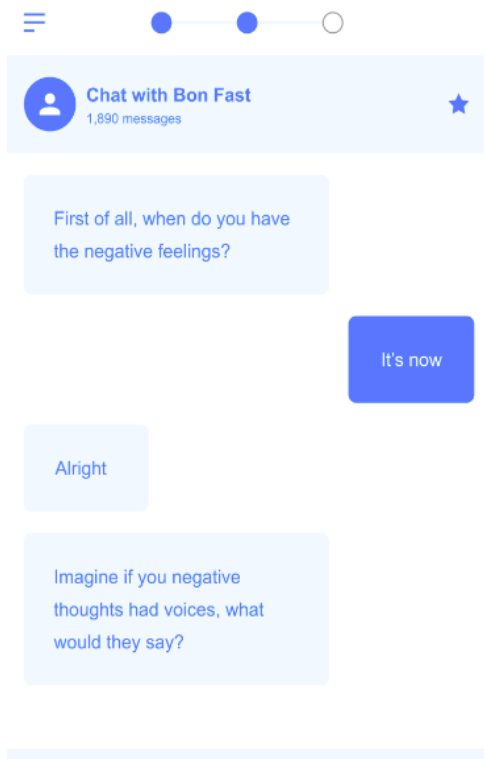 Chat with Bon Fast
1,890 messages
First of all, when do you have
the negative feelings?
It's now
Alright
Imagine if you negative
thoughts had voices, what
would they say?